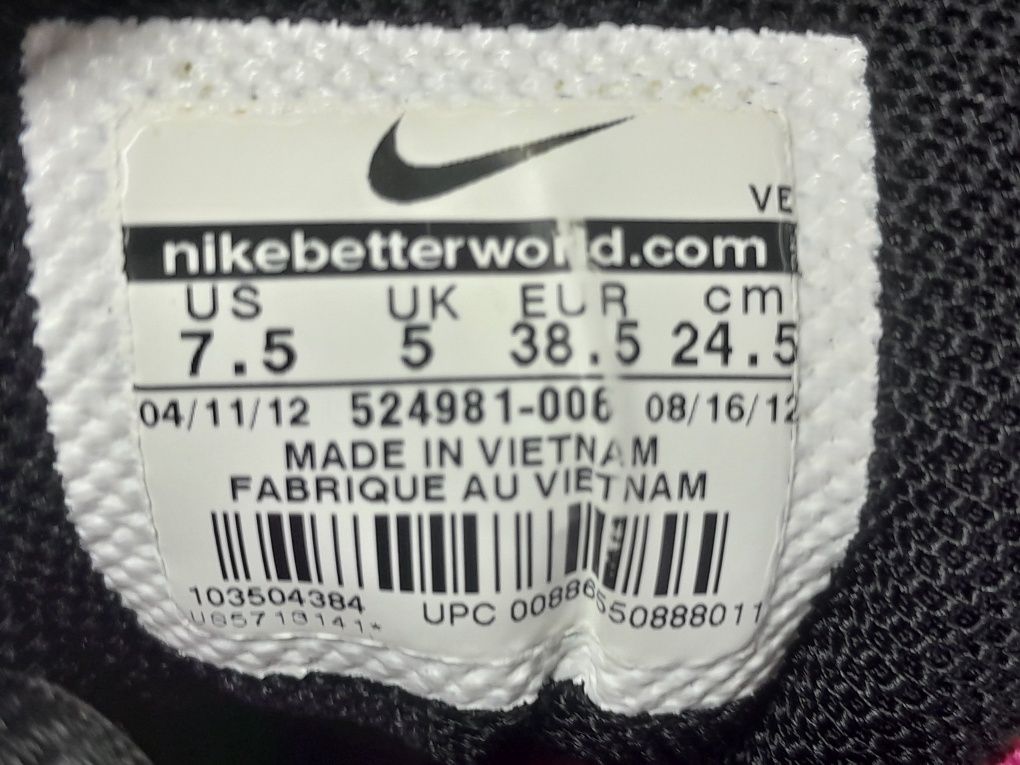 VE
nikebetterworld.com
US UK EUR cm
7.5 5 38.5 24.5
04/11/12 524981-006 08/16/12
MADE IN VIETNAM
FABRIQUE AU VIETNAM
103504384
UPC 00886550888011